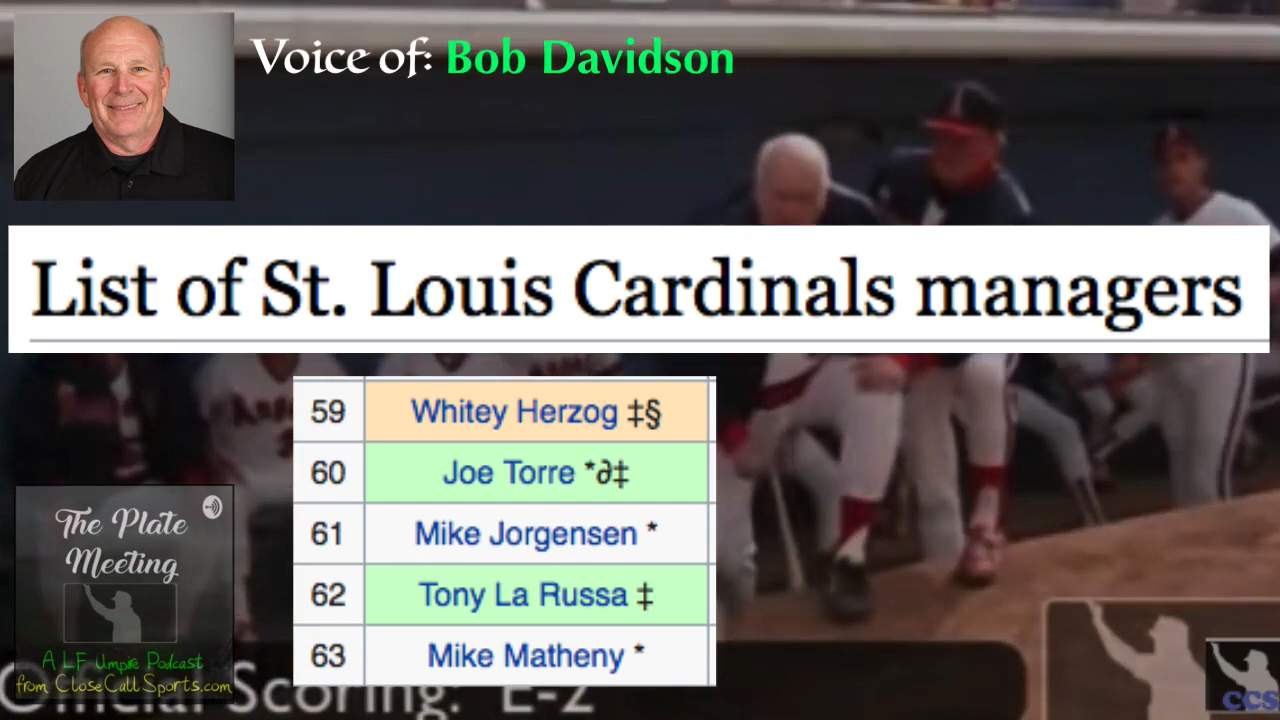 Voice of: Bob Davidson
List of St. Louis Cardinals managers
59 Whitey Herzog ‡§
60 Joe Torre *∂‡
61 Mike Jorgensen *
62 Tony La Russa ‡
63 Mike Matheny *
The Plate
Meeting
A LF Umpire Podcast
from CloseCallSports.com
Official Scoring: E-2
CCS